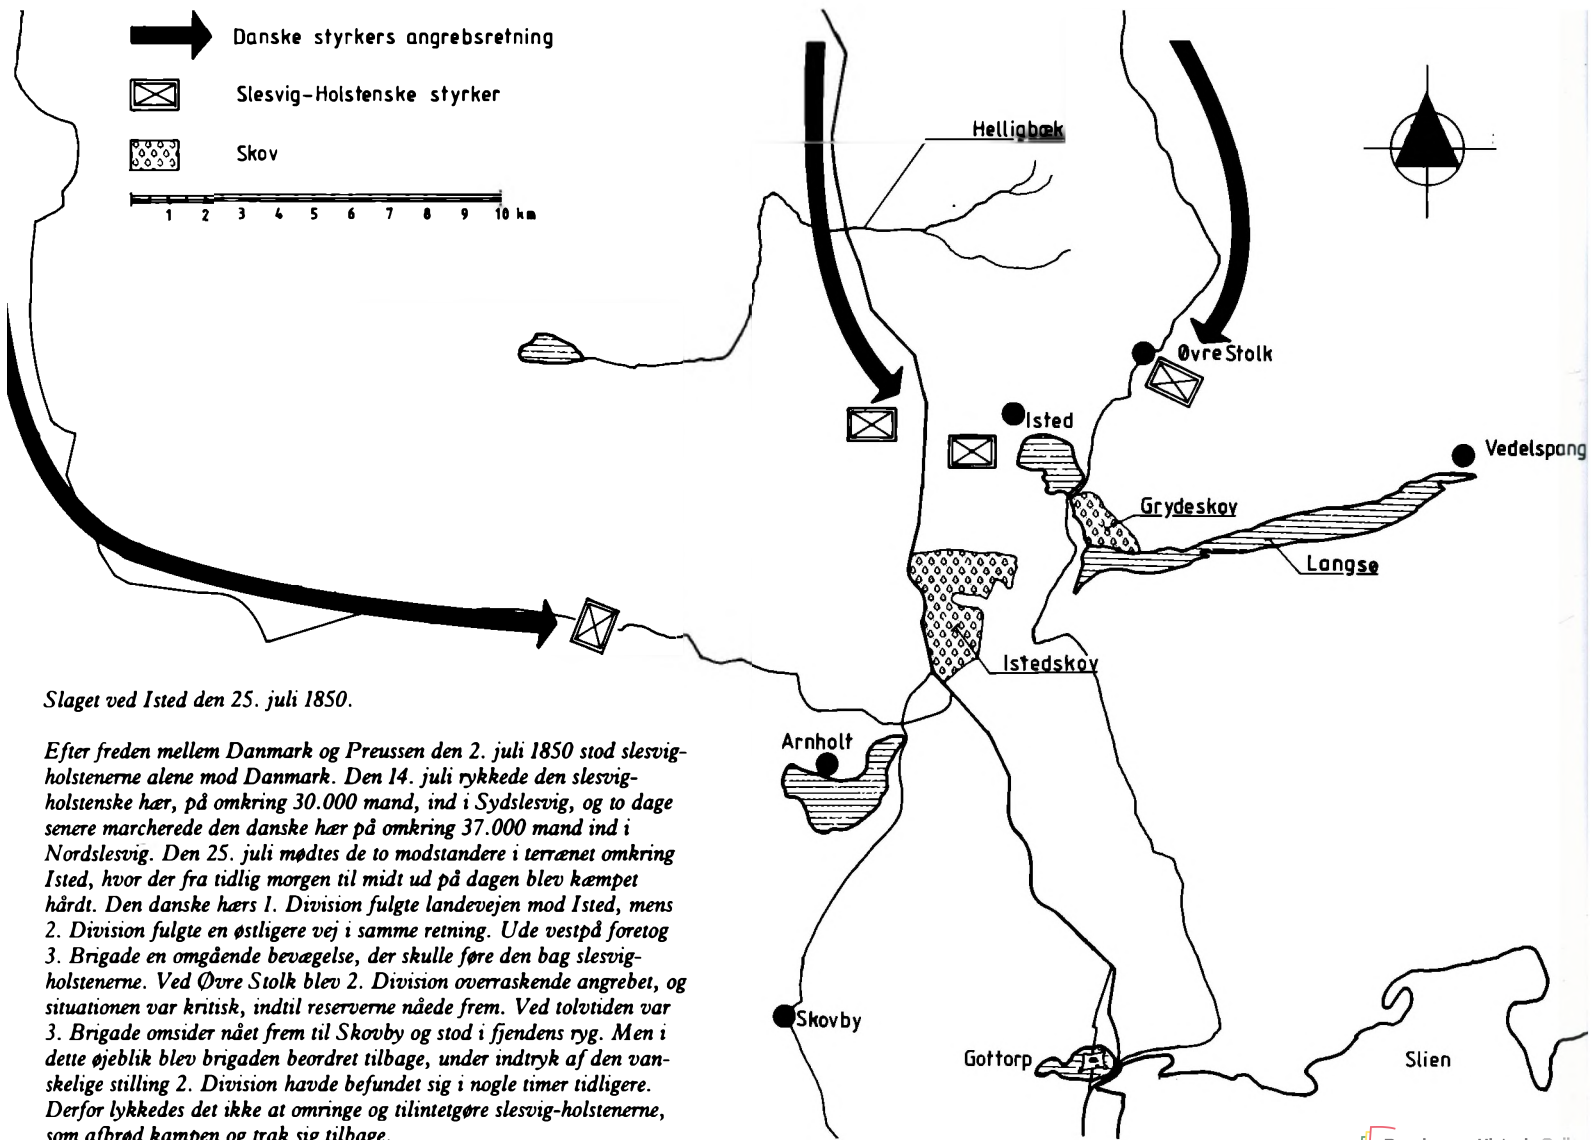 Danske styrkers angrebsretning
Slesvig-Holstenske styrker
Skov
1 2 3 4 5 6 7 8 9 10 km
Helligbæk
Øvre Stolk
Isted
Vedelspang
Grydeskov
Langsø
Istedskov
Arnholt
Skovby
Gottorp
Slien
Slaget ved Isted den 25. juli 1850.
Efter freden mellem Danmark og Preussen den 2. juli 1850 stod slesvig-
holstenerne alene mod Danmark. Den 14. juli rykkede den slesvig-
holstenske hær, på omkring 30.000 mand, ind i Sydslesvig, og to dage
senere marcherede den danske hær på omkring 37.000 mand ind i
Nordslesvig. Den 25. juli mødtes de to modstandere i terrænet omkring
Isted, hvor der fra tidlig morgen til midt ud på dagen blev kæmpet
hårdt. Den danske hærs 1. Division fulgte landevejen mod Isted, mens
2. Division fulgte en østligere vej i samme retning. Ude vestpå foretog
3. Brigade en omgående bevægelse, der skulle føre den bag slesvig-
holstenerne. Ved Øvre Stolk blev 2. Division overraskende angrebet, og
situationen var kritisk, indtil reserverne nåede frem. Ved tolvtiden var
3. Brigade omsider nået frem til Skovby og stod i fjendens ryg. Men i
dette øjeblik blev brigaden beordret tilbage, under indtryk af den van-
skelige stilling 2. Division havde befundet sig i nogle timer tidligere.
Derfor lykkedes det ikke at omringe og tilintetgøre slesvig-holstenerne,
som afbrød kampen og trak sig tilbage.